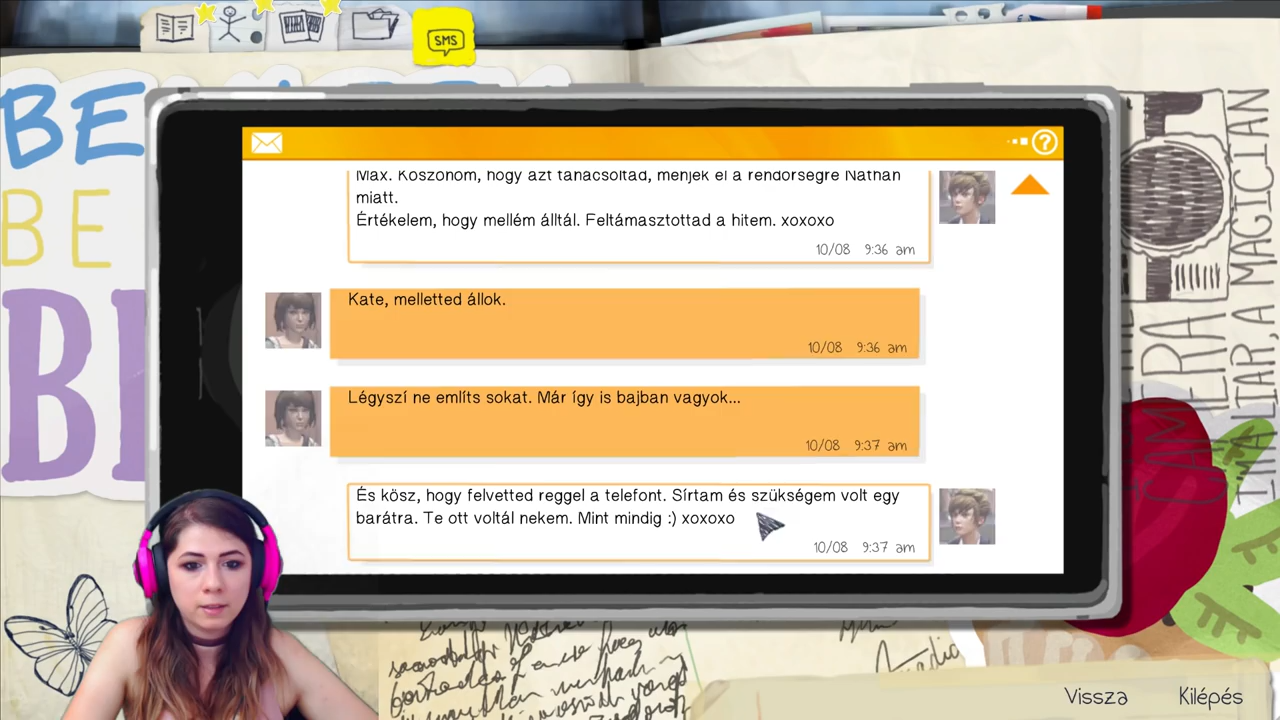 SMS
BE
BE
Max. Köszönöm, hogy azt tanácsoltad, menjek el a rendőrségre Nathan
miatt.
Értékelem, hogy mellém álltál. Feltámasztottad a hitem. xoxoxo
10/08 9:36 am
Kate, melletted állok.
10/08 9:36 am
Légyszí ne említs sokat. Már így is bajban vagyok...
10/08 9:37 am
És kösz, hogy felvetted reggel a telefont. Sírtam és szükségem volt egy
barátra. Te ott voltál nekem. Mint mindig :) xoxoxo
10/08 9:37 am
CAMERA
LIAR, A MAGICIAN
Vissza Kilépés